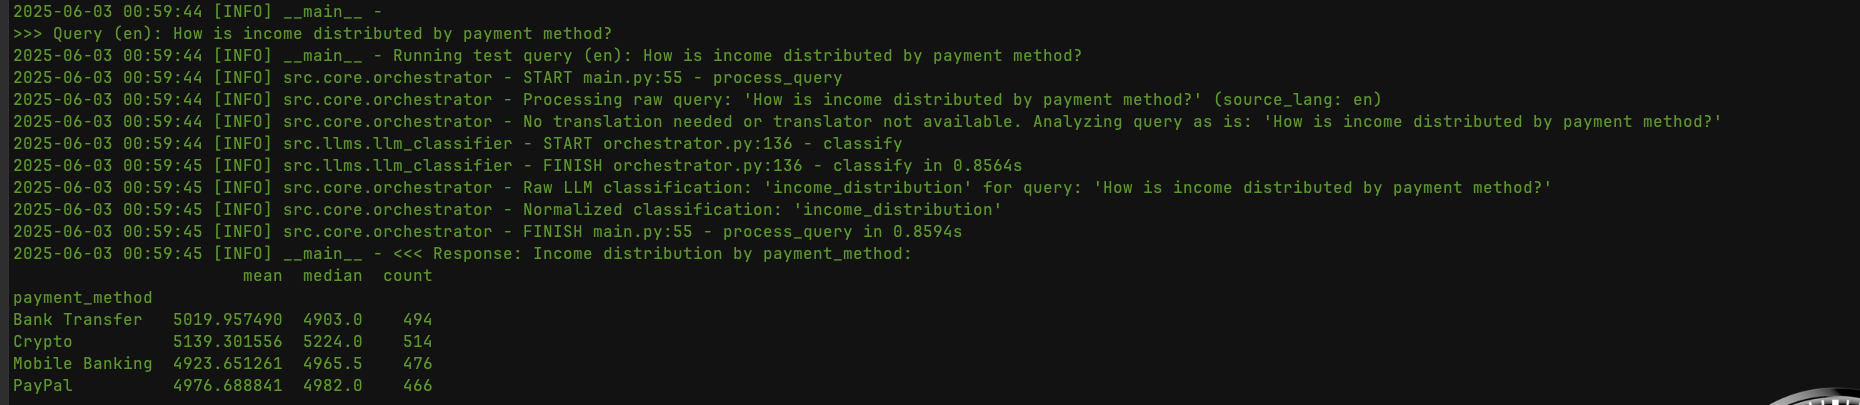 2025-06-03 00:59:44 [INFO] __main__ -
>>> Query (en): How is income distributed by payment method?
2025-06-03 00:59:44 [INFO] __main__ - Running test query (en): How is income distributed by payment method?
2025-06-03 00:59:44 [INFO] src.core.orchestrator - START main.py:55 - process_query
2025-06-03 00:59:44 [INFO] src.core.orchestrator - Processing raw query: 'How is income distributed by payment method?' (source_lang: en)
2025-06-03 00:59:44 [INFO] src.core.orchestrator - No translation needed or translator not available. Analyzing query as is: 'How is income distributed by payment method?'
2025-06-03 00:59:44 [INFO] src.llms.llm_classifier - START orchestrator.py:136 - classify
2025-06-03 00:59:45 [INFO] src.llms.llm_classifier - FINISH orchestrator.py:136 - classify in 0.8564s
2025-06-03 00:59:45 [INFO] src.core.orchestrator - Raw LLM classification: 'income_distribution' for query: 'How is income distributed by payment method?'
2025-06-03 00:59:45 [INFO] src.core.orchestrator - Normalized classification: 'income_distribution'
2025-06-03 00:59:45 [INFO] src.core.orchestrator - FINISH main.py:55 - process_query in 0.8594s
2025-06-03 00:59:45 [INFO] __main__ - <<< Response: Income distribution by payment_method:
                       mean  median  count
payment_method
Bank Transfer   5019.957490  4903.0    494
Crypto          5139.301556  5224.0    514
Mobile Banking  4923.651261  4965.5    476
PayPal          4976.688841  4982.0    466